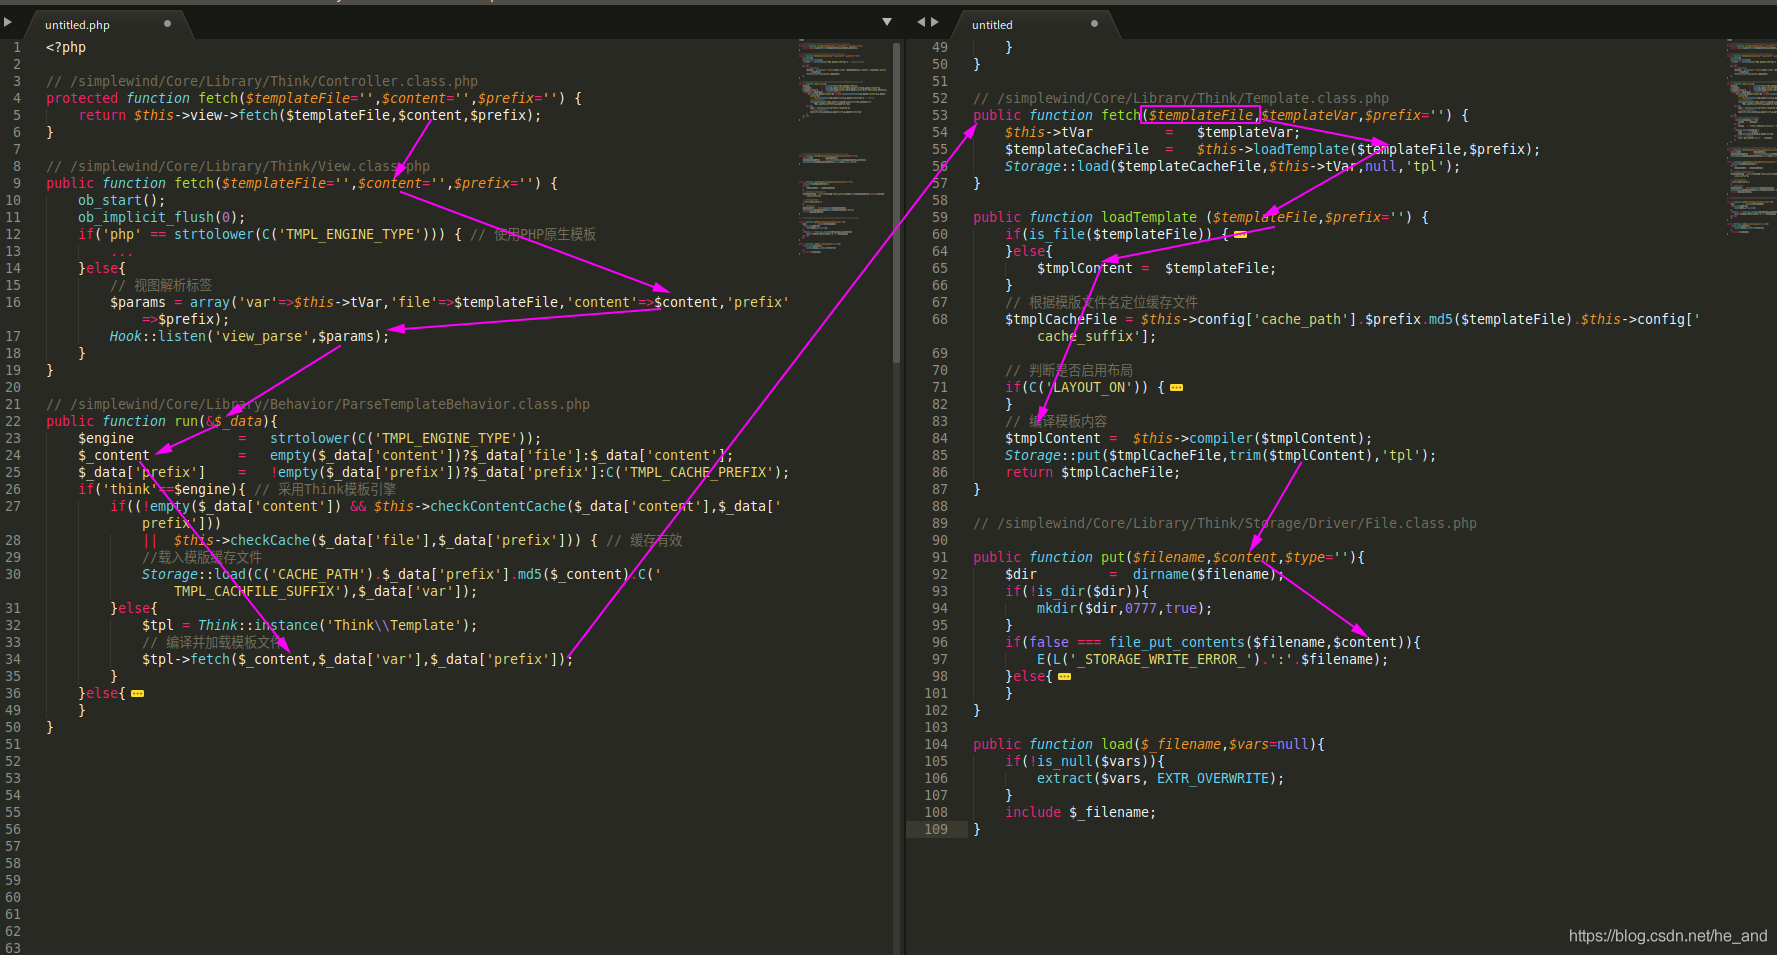 untitled.php
1 <?php
2
3 // /simplewind/Core/Library/Think/Controller.class.php
4 protected function fetch($templateFile='',$content='',$prefix='') {
5 return $this->view->fetch($templateFile,$content,$prefix);
6 }
7
8 // /simplewind/Core/Library/Think/View.class.php
9 public function fetch($templateFile='',$content='',$prefix='') {
10 ob_start();
11 ob_implicit_flush(0);
12 if('php' == strtolower(C('TMPL_ENGINE_TYPE'))) { // 使用PHP原生模板
13 ...
14 }else{
15 // 视图解析标签
16 $params = array('var'=>$this->tVar,'file'=>$templateFile,'content'=>$content,'prefix'
=>$prefix);
17 Hook::listen('view_parse',$params);
18 }
19 }
20
21 // /simplewind/Core/Library/Behavior/ParseTemplateBehavior.class.php
22 public function run(&$_data){
23 $engine = strtolower(C('TMPL_ENGINE_TYPE'));
24 $_content = empty($_data['content'])?$_data['file']:$_data['content'];
25 $_data['prefix'] = !empty($_data['prefix'])?$_data['prefix']:C('TMPL_CACHE_PREFIX');
26 if('think'==$engine){ // 采用Think模板引擎
27 if((!empty($_data['content']) && $this->checkContentCache($_data['content'],$_data['
prefix']))
28 || $this->checkCache($_data['file'],$_data['prefix'])) { // 缓存有效
29 //载入模版缓存文件
30 Storage::load(C('CACHE_PATH').$_data['prefix'].md5($_content).C('
TMPL_CACHFILE_SUFFIX'),$_data['var']);
31 }else{
32 $tpl = Think::instance('Think\\Template');
33 // 编译并加载模板文件
34 $tpl->fetch($_content,$_data['var'],$_data['prefix']);
35 }
36 }else{
49 }
50 }
51
52
53
54
55
56
57
58
59
60
61
62
63
untitled
49 }
50 }
51
52 // /simplewind/Core/Library/Think/Template.class.php
53 public function fetch($templateFile,$templateVar,$prefix='') {
54 $this->tVar = $templateVar;
55 $templateCacheFile = $this->loadTemplate($templateFile,$prefix);
56 Storage::load($templateCacheFile,$this->tVar,null,'tpl');
57 }
58
59 public function loadTemplate ($templateFile,$prefix='') {
60 if(is_file($templateFile)) {
64 }else{
65 $tmplContent = $templateFile;
66 }
67 // 根据模版文件名定位缓存文件
68 $tmplCacheFile = $this->config['cache_path'].$prefix.md5($templateFile).$this->config['
cache_suffix'];
69
70 // 判断是否启用布局
71 if(C('LAYOUT_ON')) {
82 }
83 // 编译模板内容
84 $tmplContent = $this->compiler($tmplContent);
85 Storage::put($tmplCacheFile,trim($tmplContent),'tpl');
86 return $tmplCacheFile;
87 }
88
89 // /simplewind/Core/Library/Think/Storage/Driver/File.class.php
90
91 public function put($filename,$content,$type=''){
92 $dir = dirname($filename);
93 if(!is_dir($dir)){
94 mkdir($dir,0777,true);
95 }
96 if(false === file_put_contents($filename,$content)){
97 E(L('_STORAGE_WRITE_ERROR_').':'.$filename);
98 }else{
101 }
102 }
103
104 public function load($_filename,$vars=null){
105 if(!is_null($vars)){
106 extract($vars, EXTR_OVERWRITE);
107 }
108 include $_filename;
109 }
https://blog.csdn.net/he_and